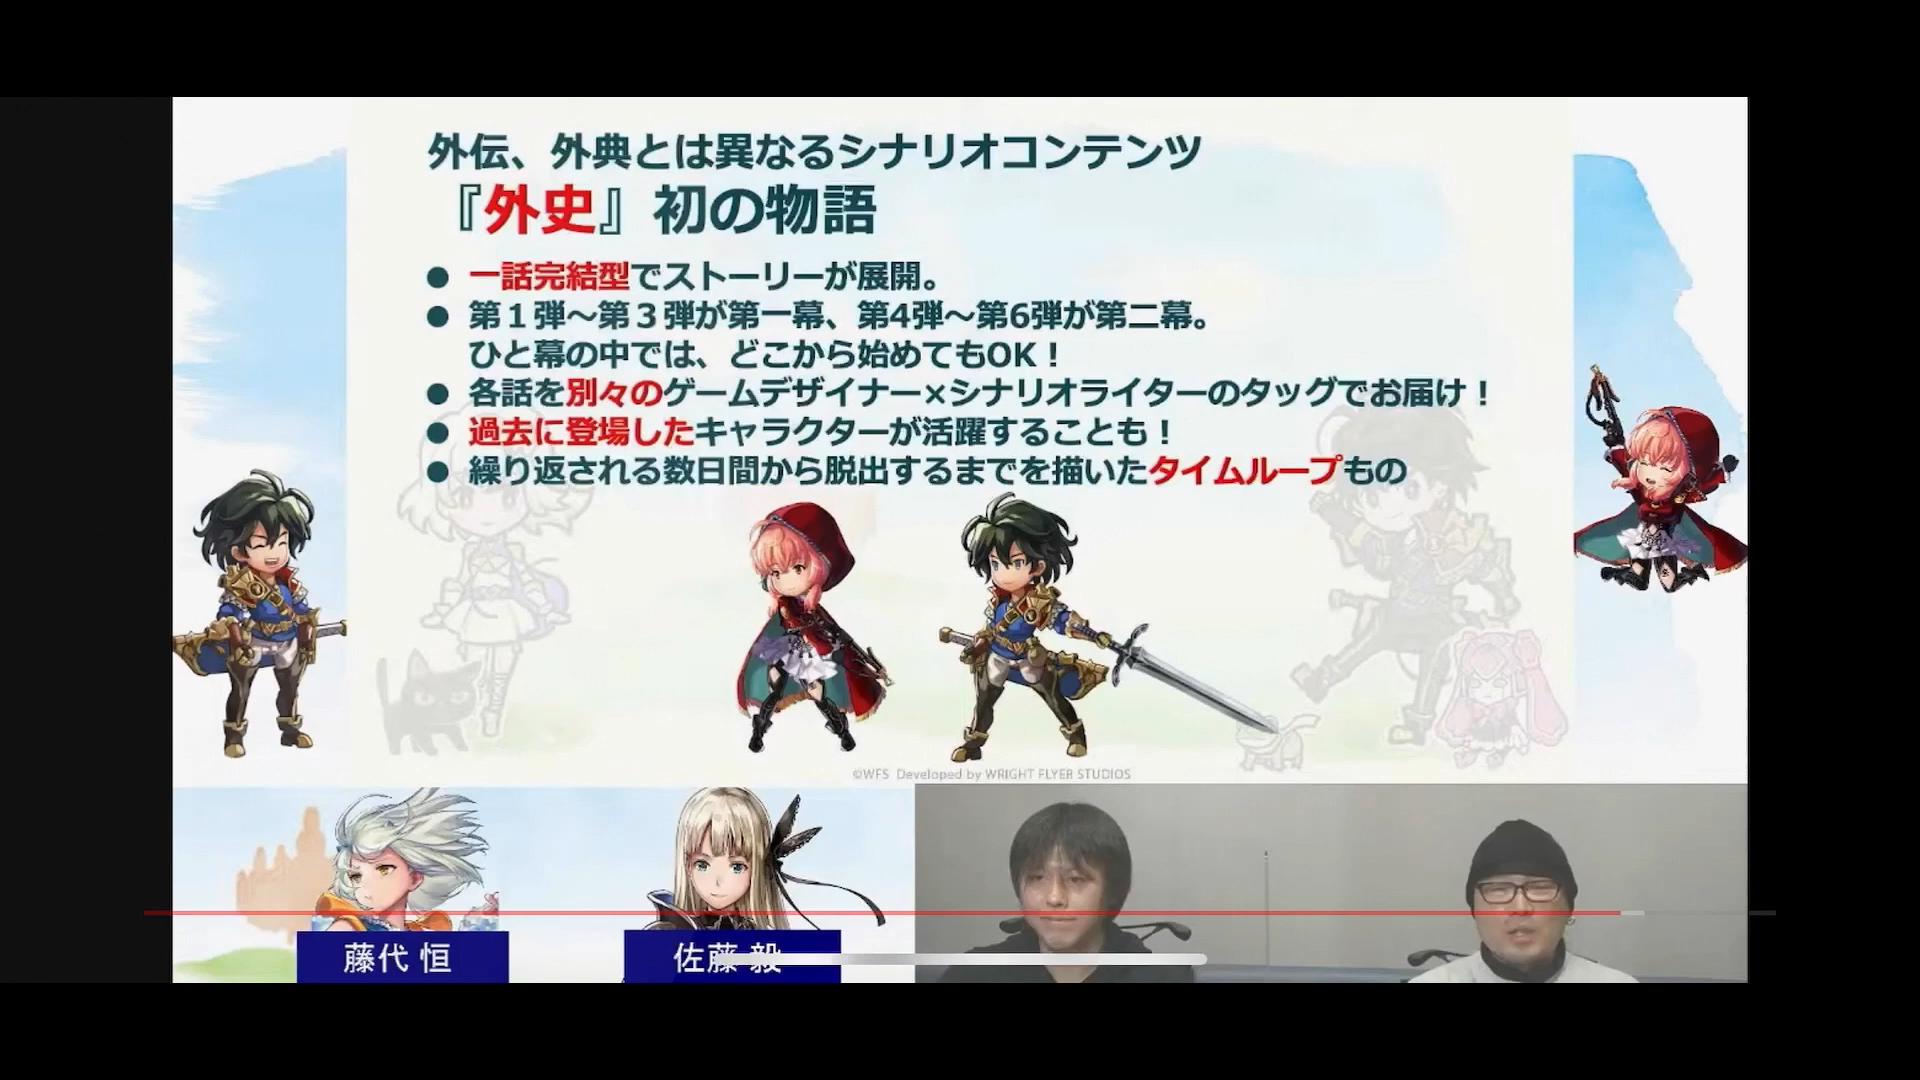 外伝、外典とは異なるシナリオコンテンツ
『外史』初の物語
● 一話完結型でストーリーが展開。
● 第１弾〜第３弾が第一幕、第4弾〜第6弾が第二幕。
ひと幕の中では、どこから始めてもOK！
● 各話を別々のゲームデザイナー×シナリオライターのタッグでお届け！
● 過去に登場したキャラクターが活躍することも！
● 繰り返される数日間から脱出するまでを描いたタイムループもの
©WFS Developed by WRIGHT FLYER STUDIOS
藤代 恒
佐藤 毅